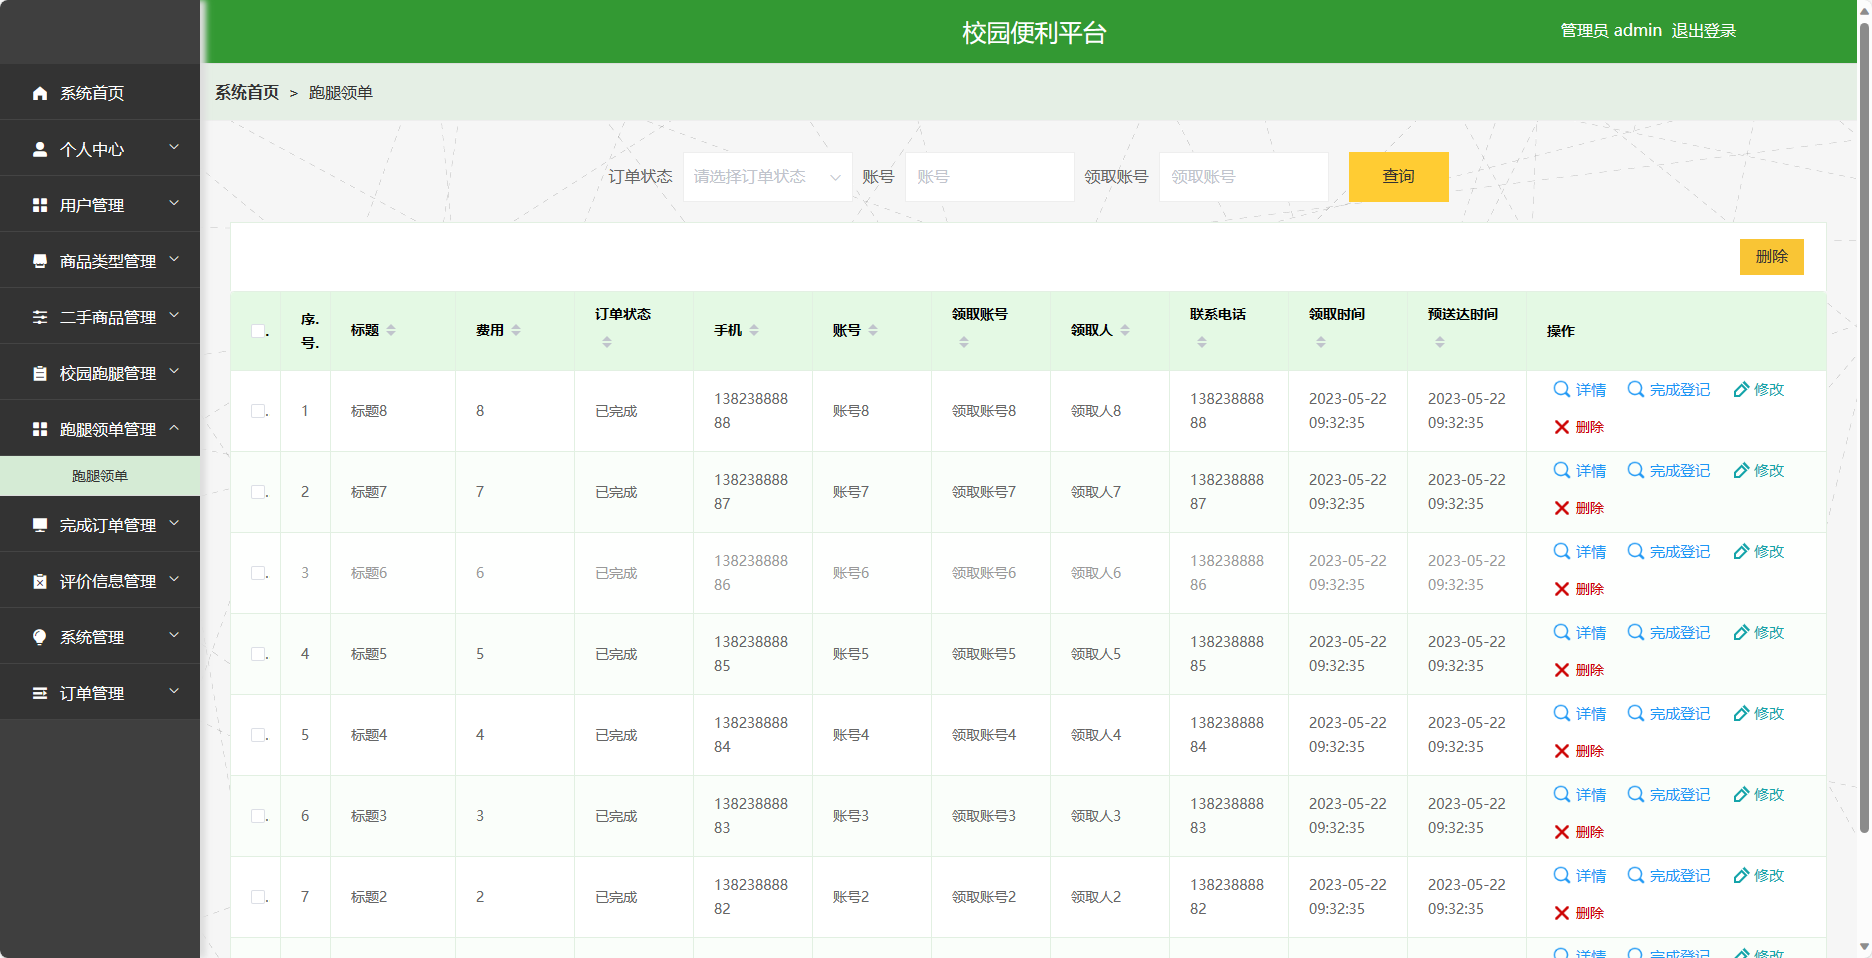 校园便利平台
管理员 admin 退出登录
系统首页
个人中心
用户管理
商品类型管理
二手商品管理
校园跑腿管理
跑腿领单管理
跑腿领单
完成订单管理
评价信息管理
系统管理
订单管理
系统首页 > 跑腿领单
订单状态 请选择订单状态 账号 账号 领取账号 领取账号 查询
删除
. 序. 号. 标题 费用 订单状态 手机 账号 领取账号 领取人 联系电话 领取时间 预送达时间 操作
. 1 标题8 8 已完成 13823888888 账号8 领取账号8 领取人8 13823888888 2023-05-22 09:32:35 2023-05-22 09:32:35 详情 完成登记 修改
删除
. 2 标题7 7 已完成 13823888887 账号7 领取账号7 领取人7 13823888887 2023-05-22 09:32:35 2023-05-22 09:32:35 详情 完成登记 修改
删除
. 3 标题6 6 已完成 13823888886 账号6 领取账号6 领取人6 13823888886 2023-05-22 09:32:35 2023-05-22 09:32:35 详情 完成登记 修改
删除
. 4 标题5 5 已完成 13823888885 账号5 领取账号5 领取人5 13823888885 2023-05-22 09:32:35 2023-05-22 09:32:35 详情 完成登记 修改
删除
. 5 标题4 4 已完成 13823888884 账号4 领取账号4 领取人4 13823888884 2023-05-22 09:32:35 2023-05-22 09:32:35 详情 完成登记 修改
删除
. 6 标题3 3 已完成 13823888883 账号3 领取账号3 领取人3 13823888883 2023-05-22 09:32:35 2023-05-22 09:32:35 详情 完成登记 修改
删除
. 7 标题2 2 已完成 13823888882 账号2 领取账号2 领取人2 13823888882 2023-05-22 09:32:35 2023-05-22 09:32:35 详情 完成登记 修改
删除
详情 完成登记 修改